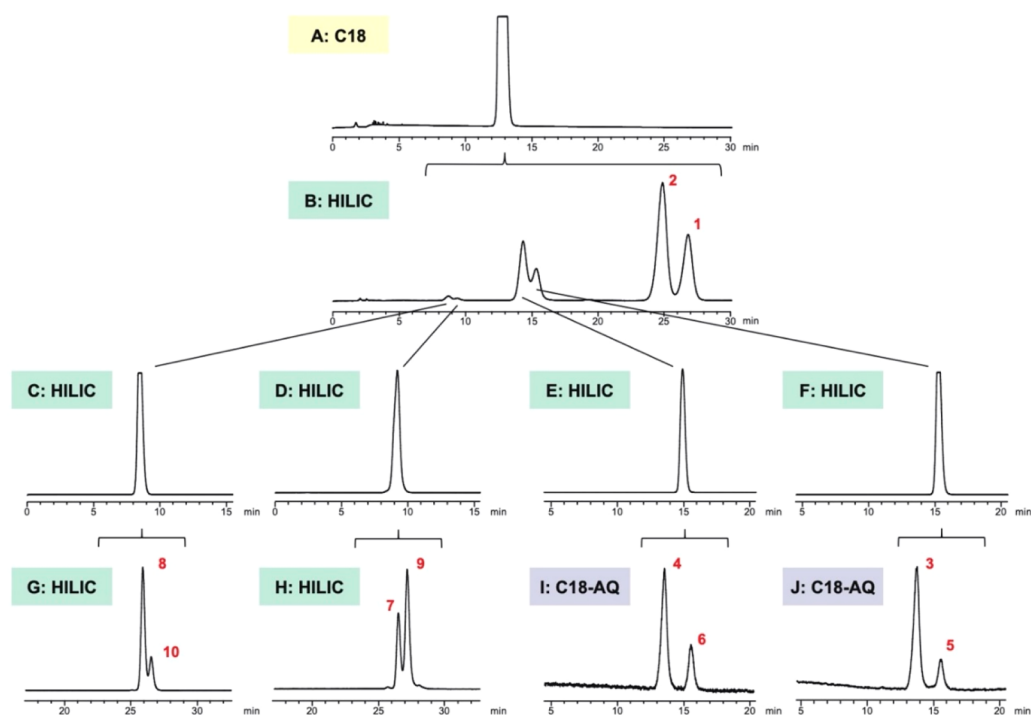 A: C18
0 5 10 15 20 25 30 min
B: HILIC
2
1
0 5 10 15 20 25 30 min
C: HILIC
D: HILIC
E: HILIC
F: HILIC
0 5 10 15 min
0 5 10 15 min
5 10 15 20 min
5 10 15 20 min
G: HILIC
8
10
H: HILIC
7
9
I: C18-AQ
4
6
J: C18-AQ
3
5
20 25 30 min
20 25 30 min
5 10 15 20 min
5 10 15 20 min